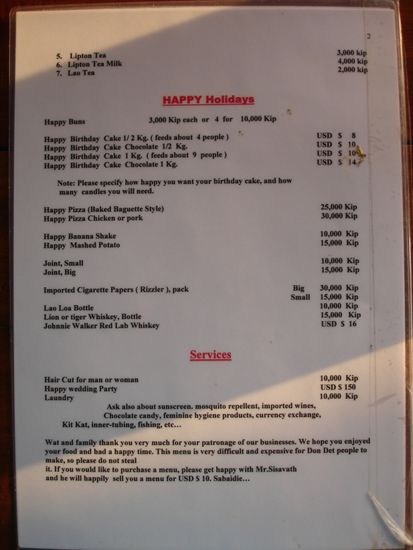 2
5. Lipton Tea 3,000 kip
6. Lipton Tea Milk 4,000 kip
7. Lao Tea 2,000 kip
HAPPY Holidays
Happy Buns 3,000 Kip each or 4 for 10,000 Kip
Happy Birthday Cake 1/ 2 Kg. ( feeds about 4 people ) USD $ 8
Happy Birthday Cake Chocolate 1/2 Kg. USD $ 10
Happy Birthday Cake 1 Kg. ( feeds about 9 people ) USD $ 10
Happy Birthday Cake Chocolate 1 Kg. USD $ 14
Note: Please specify how happy you want your birthday cake, and how
many candles you will need.
Happy Pizza (Baked Baguette Style) 25,000 Kip
Happy Pizza Chicken or pork 30,000 Kip
Happy Banana Shake 10,000 Kip
Happy Mashed Potato 15,000 Kip
Joint, Small 10,000 Kip
Joint, Big 15,000 Kip
Imported Cigarette Papers ( Rizzler ), pack Big 30,000 Kip
Small 15,000 Kip
Lao Loa Bottle 10,000 Kip
Lion or tiger Whiskey, Bottle 15,000 Kip
Johnnie Walker Red Lab Whiskey USD $ 16
Services
Hair Cut for man or woman 10,000 Kip
Happy wedding Party USD $ 150
Laundry 10,000 Kip
Ask also about sunscreen. mosquito repellent, imported wines,
Chocolate candy, feminine hygiene products, currency exchange,
Kit Kat, inner-tubing, fishing, etc...
Wat and family thank you very much for your patronage of our businesses. We hope you enjoyed
your food and had a happy time. This menu is very difficult and expensive for Don Det people to
make, so please do not steal
it. If you would like to purchase a menu, please get happy with Mr.Sisavath
and he will happily sell you a menu for USD $ 10. Sabaidie...